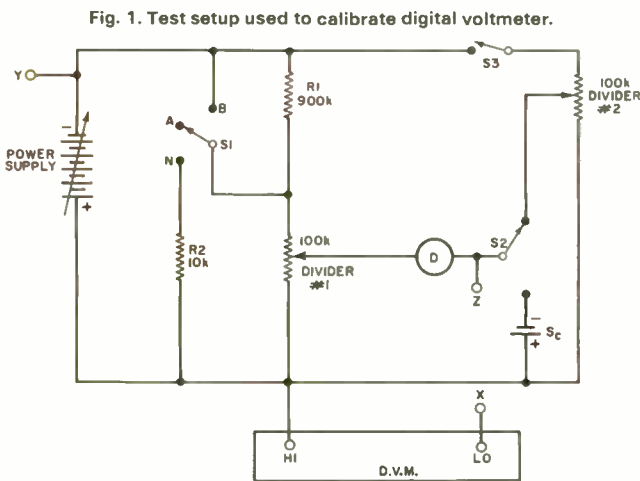 Fig. 1. Test setup used to calibrate digital voltmeter.
Y
S3
B
R1
900k
100k
DIVIDER
#2
A
S1
−
POWER
SUPPLY
+
N
R2
10k
100k
DIVIDER
#1
D
S2
Z
−
Sc
+
X
HI
LO
D.V.M.